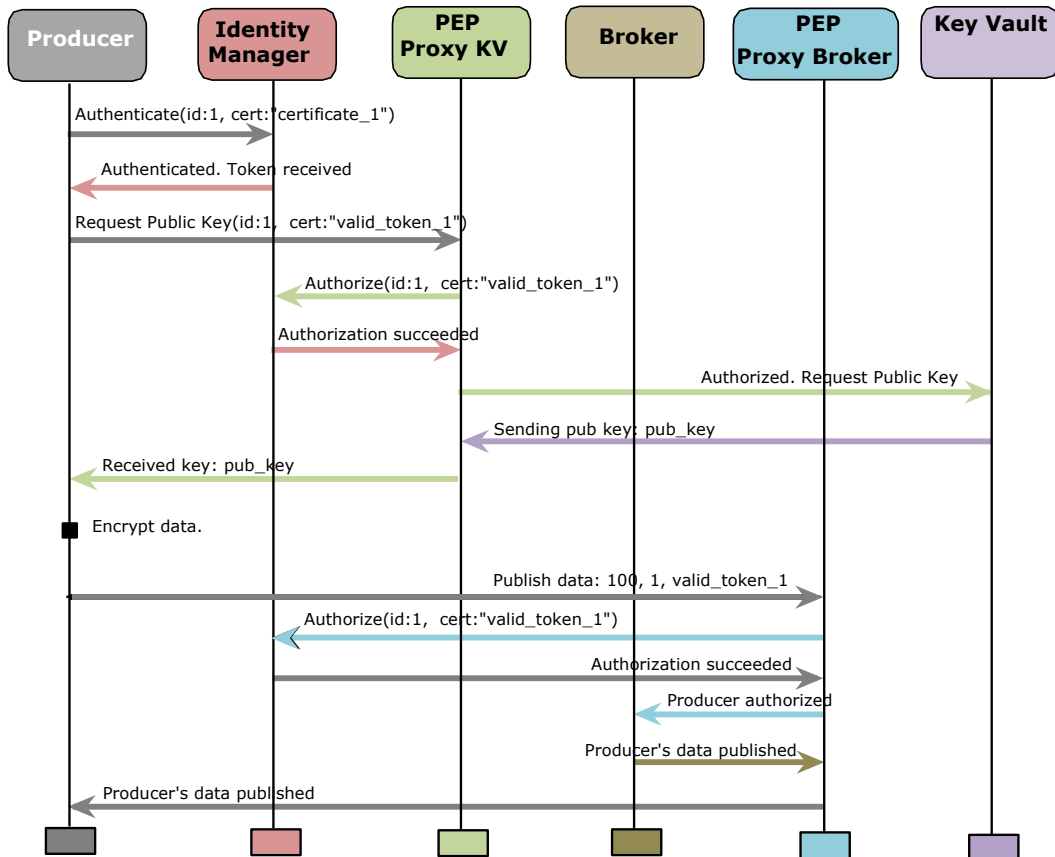 Producer
Identity
Manager
PEP
Proxy KV
Broker
PEP
Proxy Broker
Key Vault
Authenticate(id:1, cert:"certificate_1")
Authenticated. Token received
Request Public Key(id:1,  cert:"valid_token_1")
Authorize(id:1,  cert:"valid_token_1")
Authorization succeeded
Authorized. Request Public Key
Sending pub key: pub_key
Received key: pub_key
Encrypt data.
Publish data: 100, 1, valid_token_1
Authorize(id:1,  cert:"valid_token_1")
Authorization succeeded
Producer authorized
Producer's data published
Producer's data published